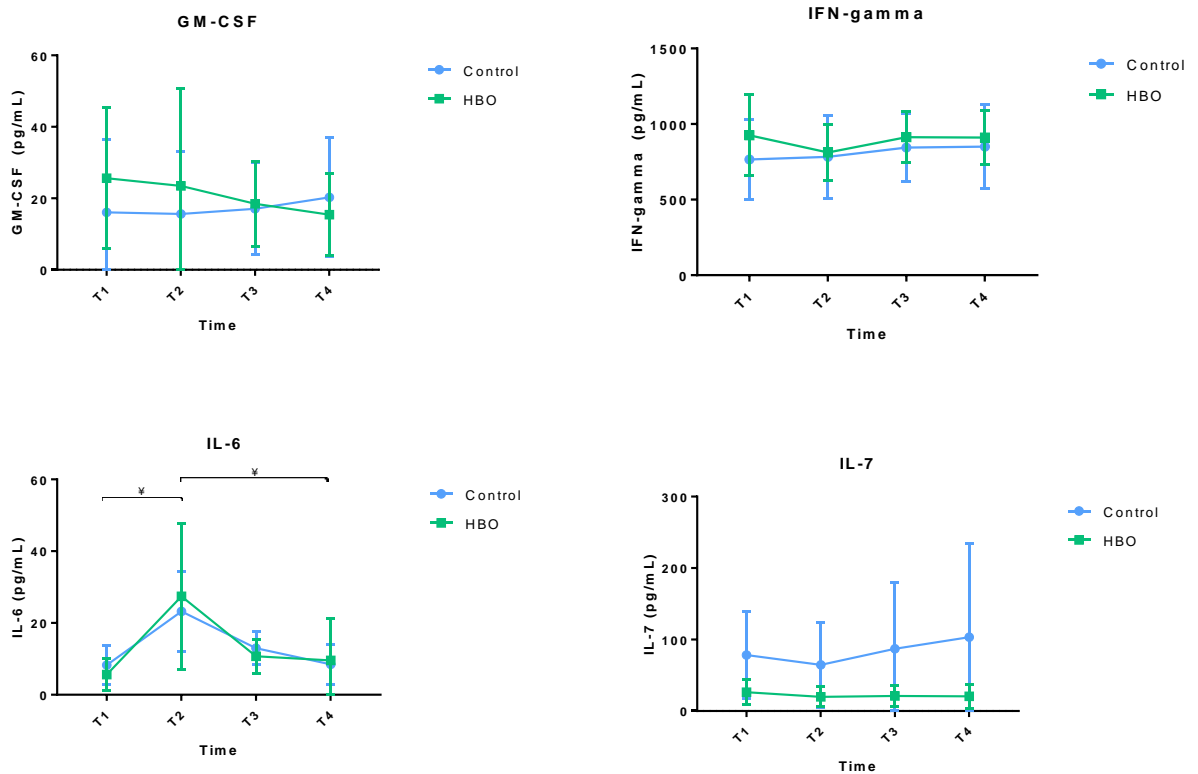 GM-CSF
60
40
20
0
GM-CSF (pg/mL)
T1 T2 T3 T4
Time
Control
HBO
IFN-gamma
1500
1000
500
0
IFN-gamma (pg/mL)
T1 T2 T3 T4
Time
Control
HBO
IL-6
60
40
20
0
IL-6 (pg/mL)
¥ ¥
T1 T2 T3 T4
Time
Control
HBO
IL-7
300
200
100
0
IL-7 (pg/mL)
T1 T2 T3 T4
Time
Control
HBO